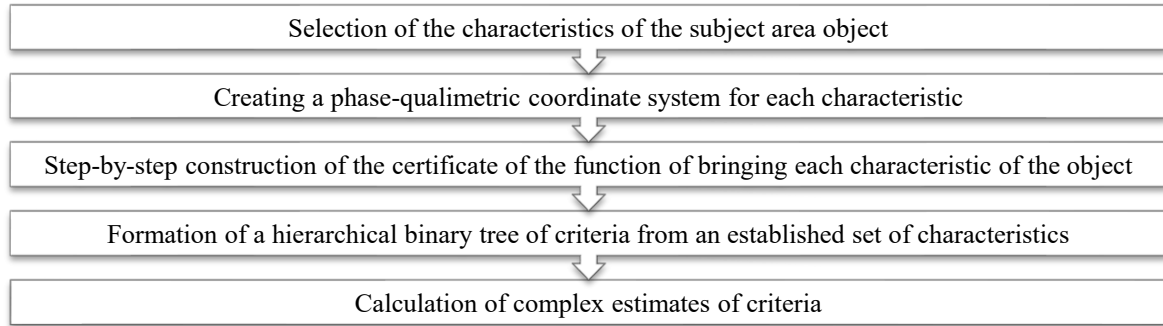 Selection of the characteristics of the subject area object
Creating a phase-qualimetric coordinate system for each characteristic
Step-by-step construction of the certificate of the function of bringing each characteristic of the object
Formation of a hierarchical binary tree of criteria from an established set of characteristics
Calculation of complex estimates of criteria